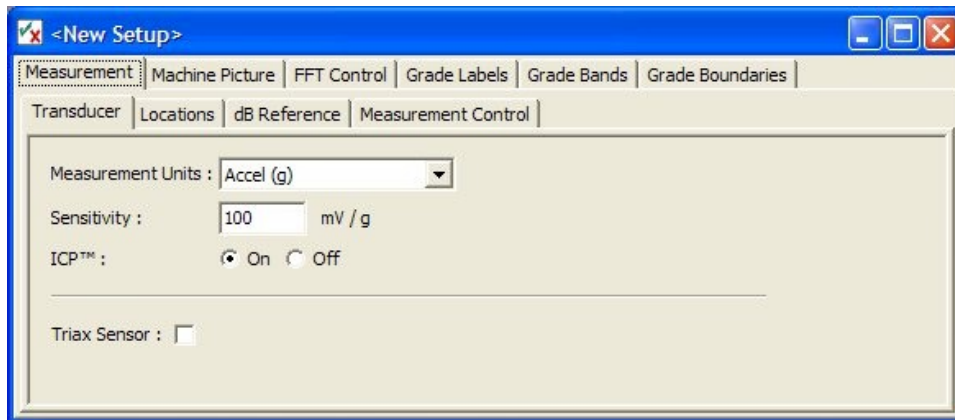 <New Setup>
Measurement Machine Picture FFT Control Grade Labels Grade Bands Grade Boundaries
Transducer Locations dB Reference Measurement Control
Measurement Units : Accel (g)
Sensitivity : 100 mV / g
ICP™ : On Off
Triax Sensor :